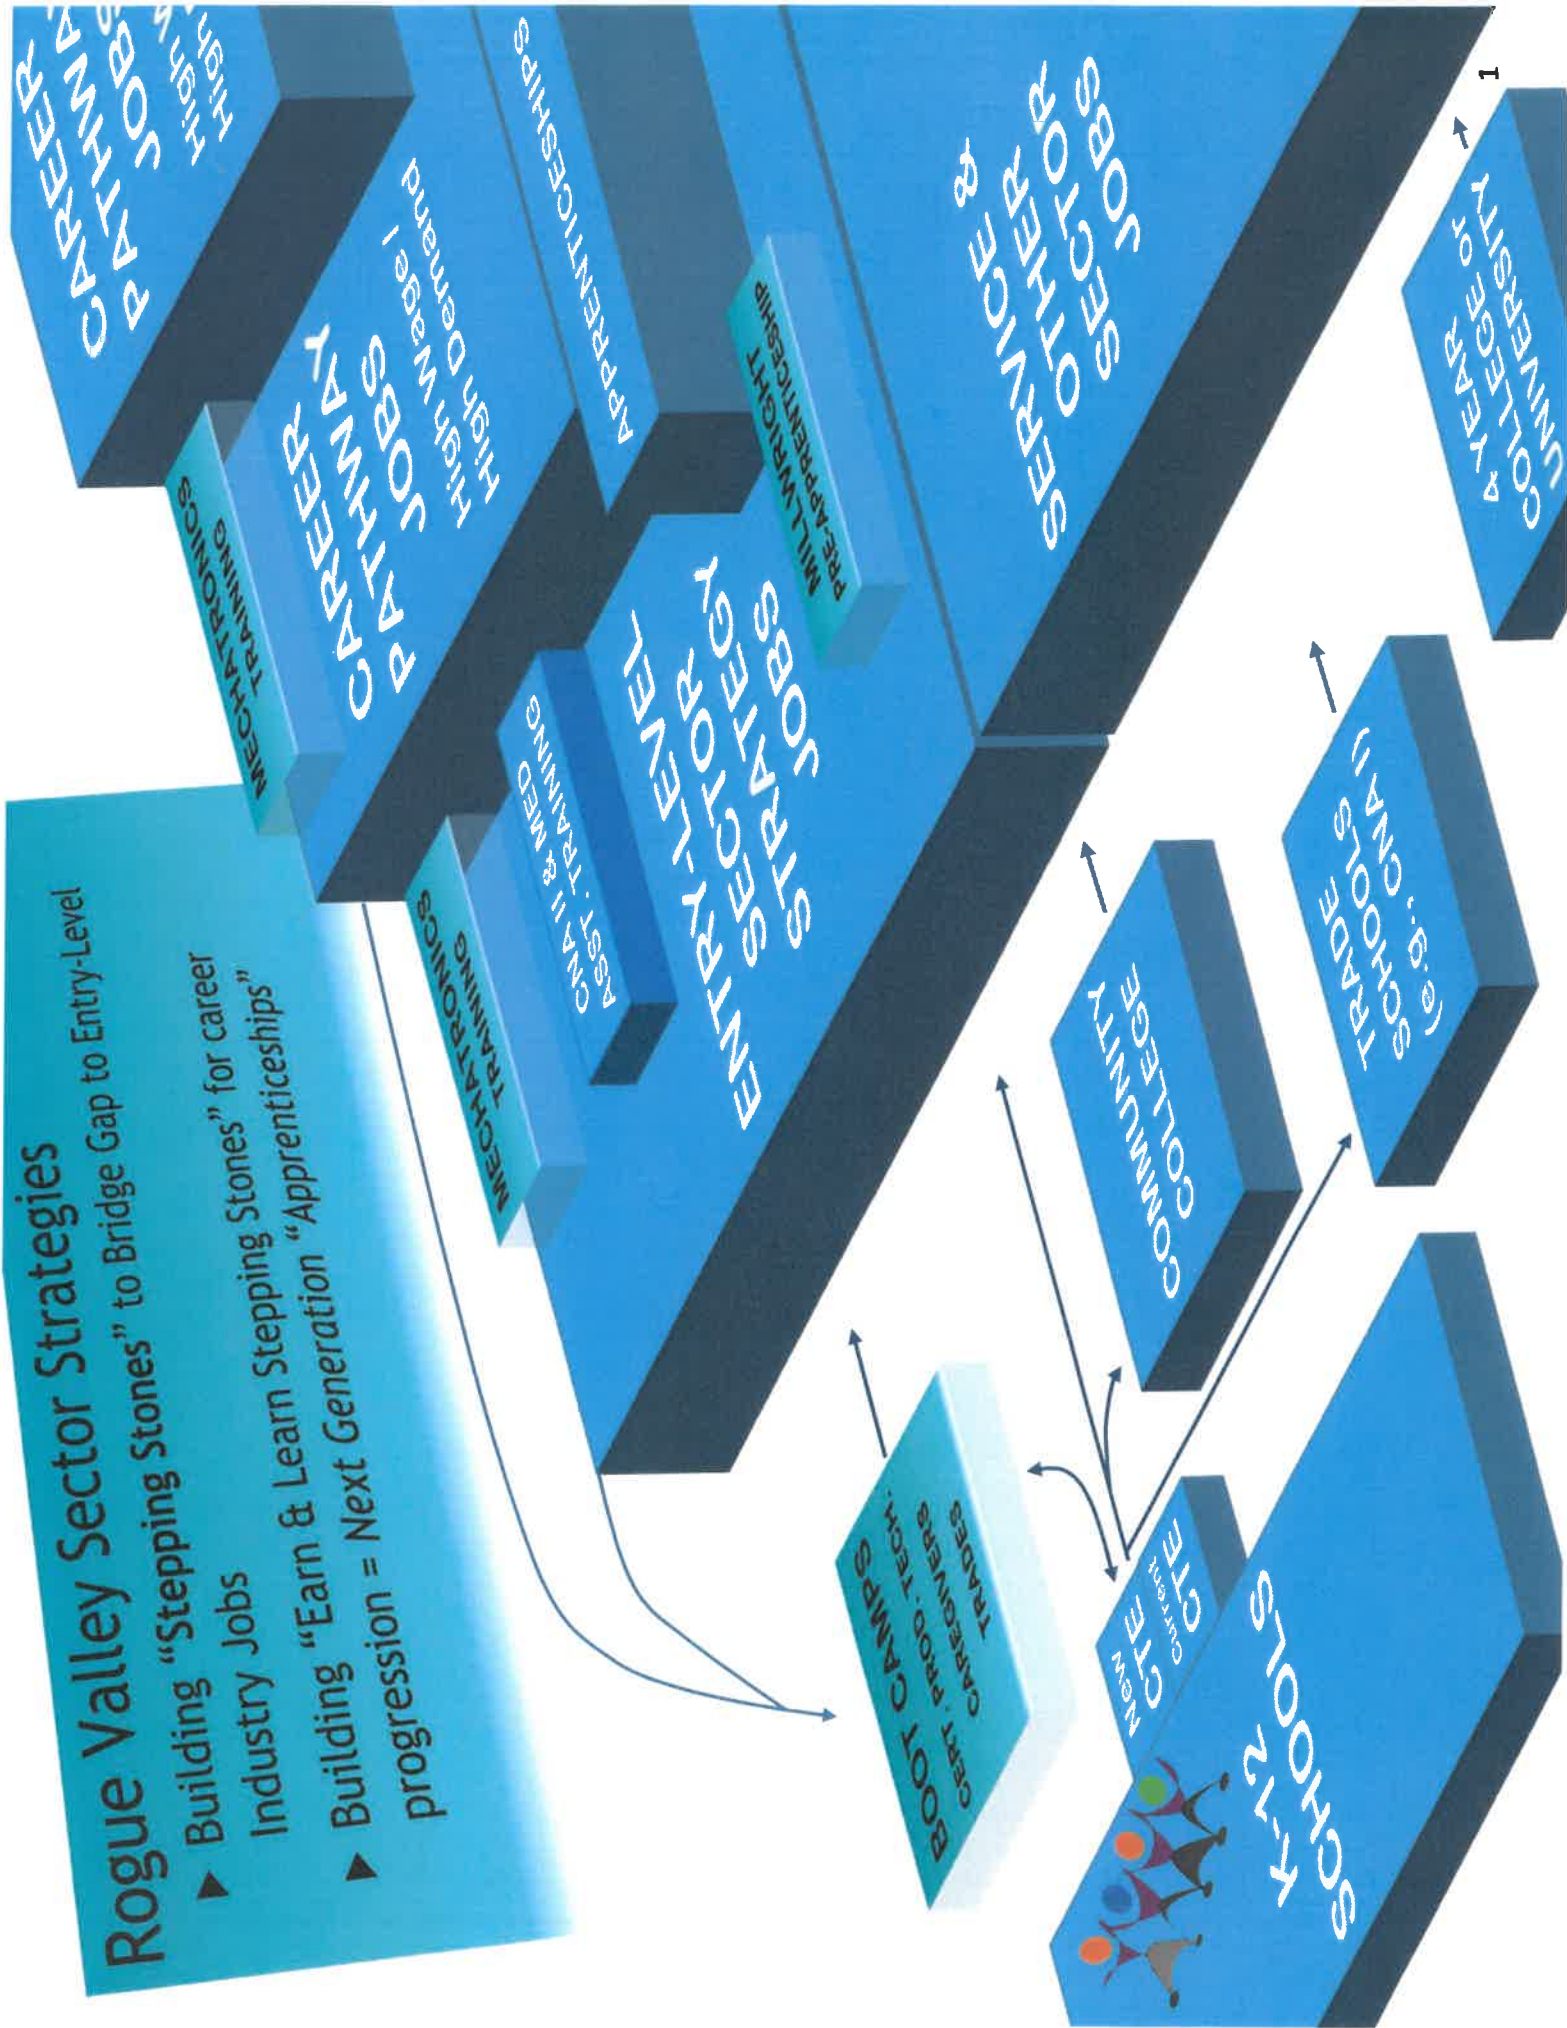 Rogue Valley Sector Strategies
▶ Building “Stepping Stones” to Bridge Gap to Entry-Level
Industry Jobs
▶ Building “Earn & Learn Stepping Stones” for career
progression = Next Generation “Apprenticeships”
CAREER
PATHWA
JOBS
High W
High
MECHATRONICS
TRAINING
CAREER
PATHWAY
JOBS
High Wage /
High Demand
APPRENTICESHIPS
MECHATRONICS
TRAINING
CNA II & MED
ASST. TRAINING
ENTRY-LEVEL
SECTOR
STRATEGY
JOBS
MILLWRIGHT
PRE-APPRENTICESHIP
SERVICE &
OTHER
SECTOR
JOBS
BOOT CAMPS
CERT. PROD. TECH.
CAREGIVERS
TRADES
New
CTE
Current
CTE
K-12
SCHOOLS
COMMUNITY
COLLEGE
TRADE
SCHOOLS
(e.g., CNA I)
4 YEAR
COLLEGE or
UNIVERSITY
1